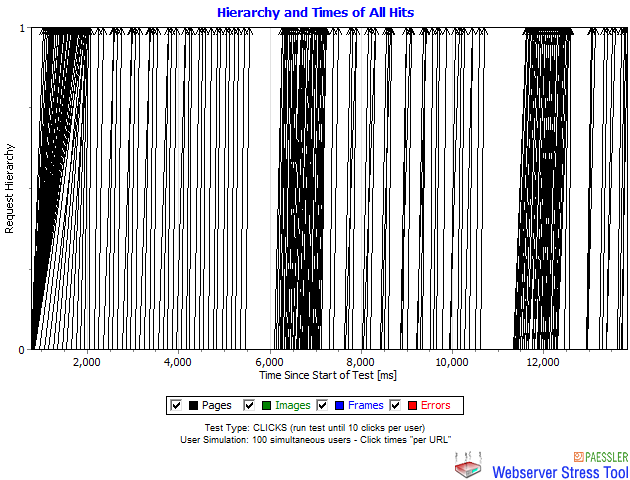 Hierarchy and Times of All Hits
1
Request Hierarchy
0
2,000 4,000 6,000 8,000 10,000 12,000
Time Since Start of Test [ms]
Pages Images Frames Errors
Test Type: CLICKS (run test until 10 clicks per user)
User Simulation: 100 simultaneous users - Click times "per URL"
PAESSLER
Webserver Stress Tool